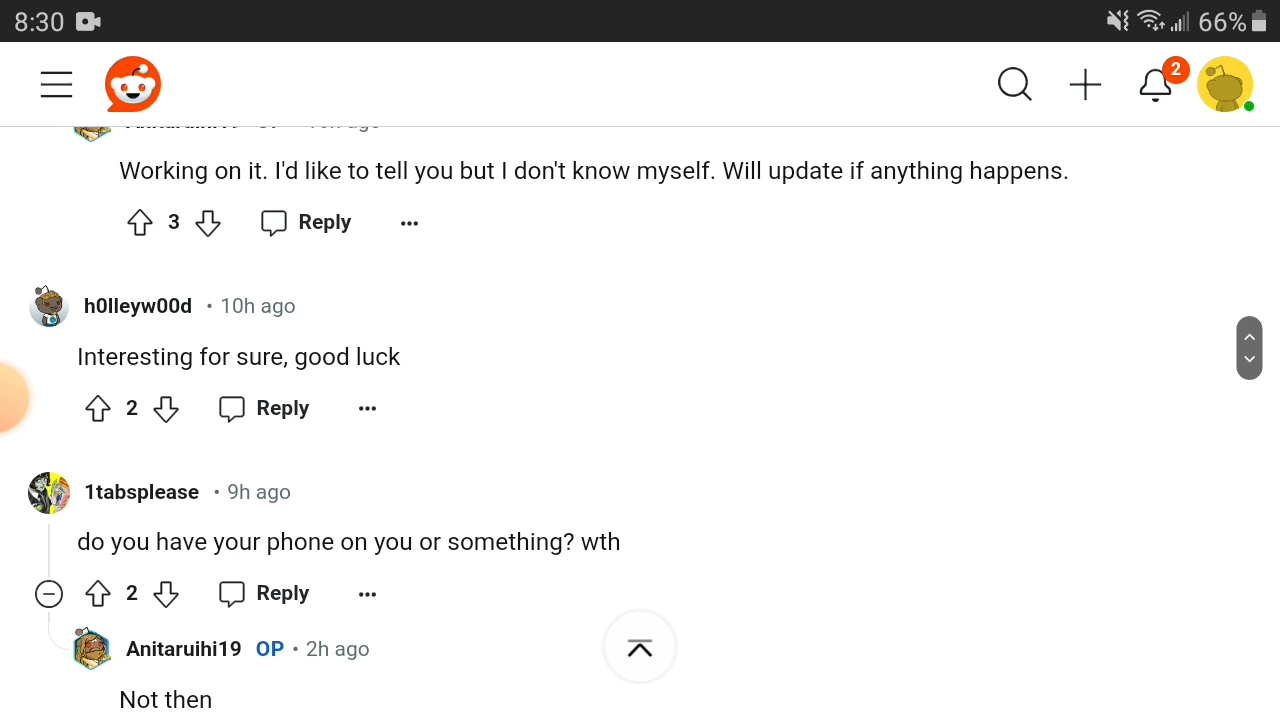 8:30
66%
2
Working on it. I'd like to tell you but I don't know myself. Will update if anything happens.
3 Reply
h0lleyw00d • 10h ago
Interesting for sure, good luck
2 Reply
1tabsplease • 9h ago
do you have your phone on you or something? wth
2 Reply
Anitaruihi19 OP • 2h ago
Not then